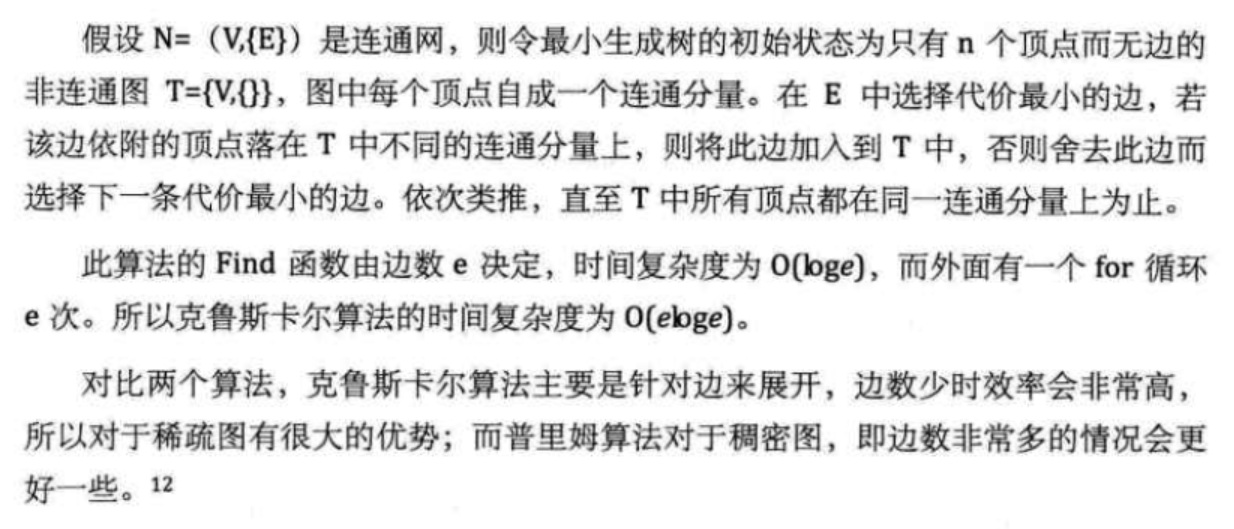 假设 N=（V,{E}）是连通网，则令最小生成树的初始状态为只有 n 个顶点而无边的
非连通图 T={V,{}}，图中每个顶点自成一个连通分量。在 E 中选择代价最小的边，若
该边依附的顶点落在 T 中不同的连通分量上，则将此边加入到 T 中，否则舍去此边而
选择下一条代价最小的边。依次类推，直至 T 中所有顶点都在同一连通分量上为止。
此算法的 Find 函数由边数 e 决定，时间复杂度为 O(loge)，而外面有一个 for 循环
e 次。所以克鲁斯卡尔算法的时间复杂度为 O(eloge)。
对比两个算法，克鲁斯卡尔算法主要是针对边来展开，边数少时效率会非常高，
所以对于稀疏图有很大的优势；而普里姆算法对于稠密图，即边数非常多的情况会更
好一些。12